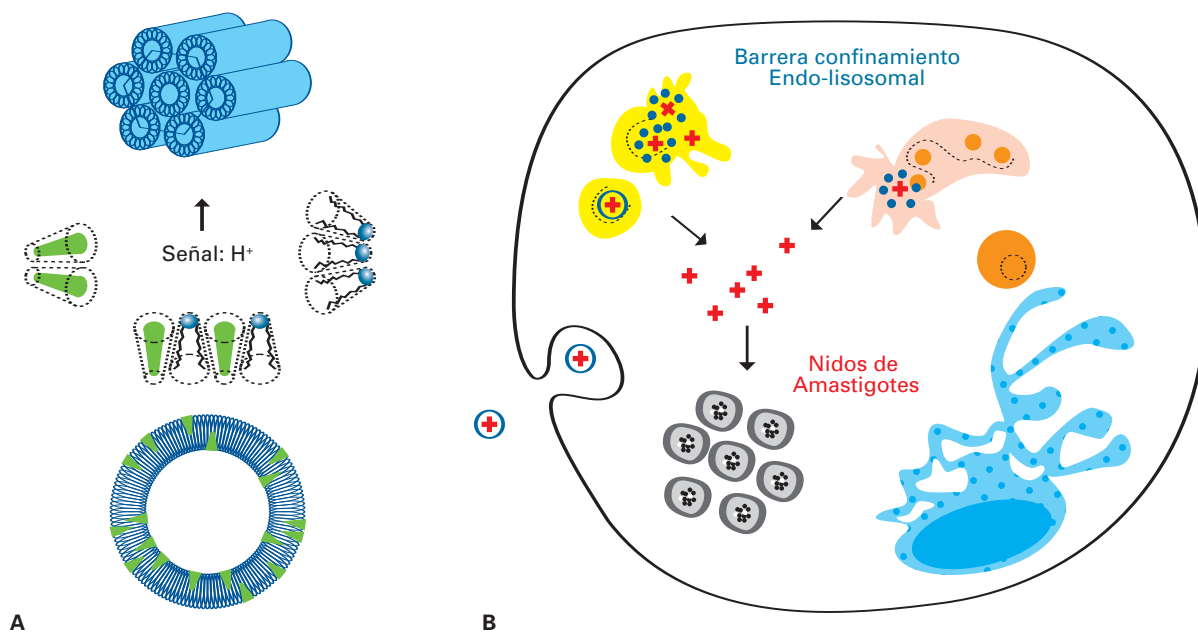 Señal: H⁺
A
Barrera confinamiento
Endo-lisosomal
Nidos de
Amastigotes
B